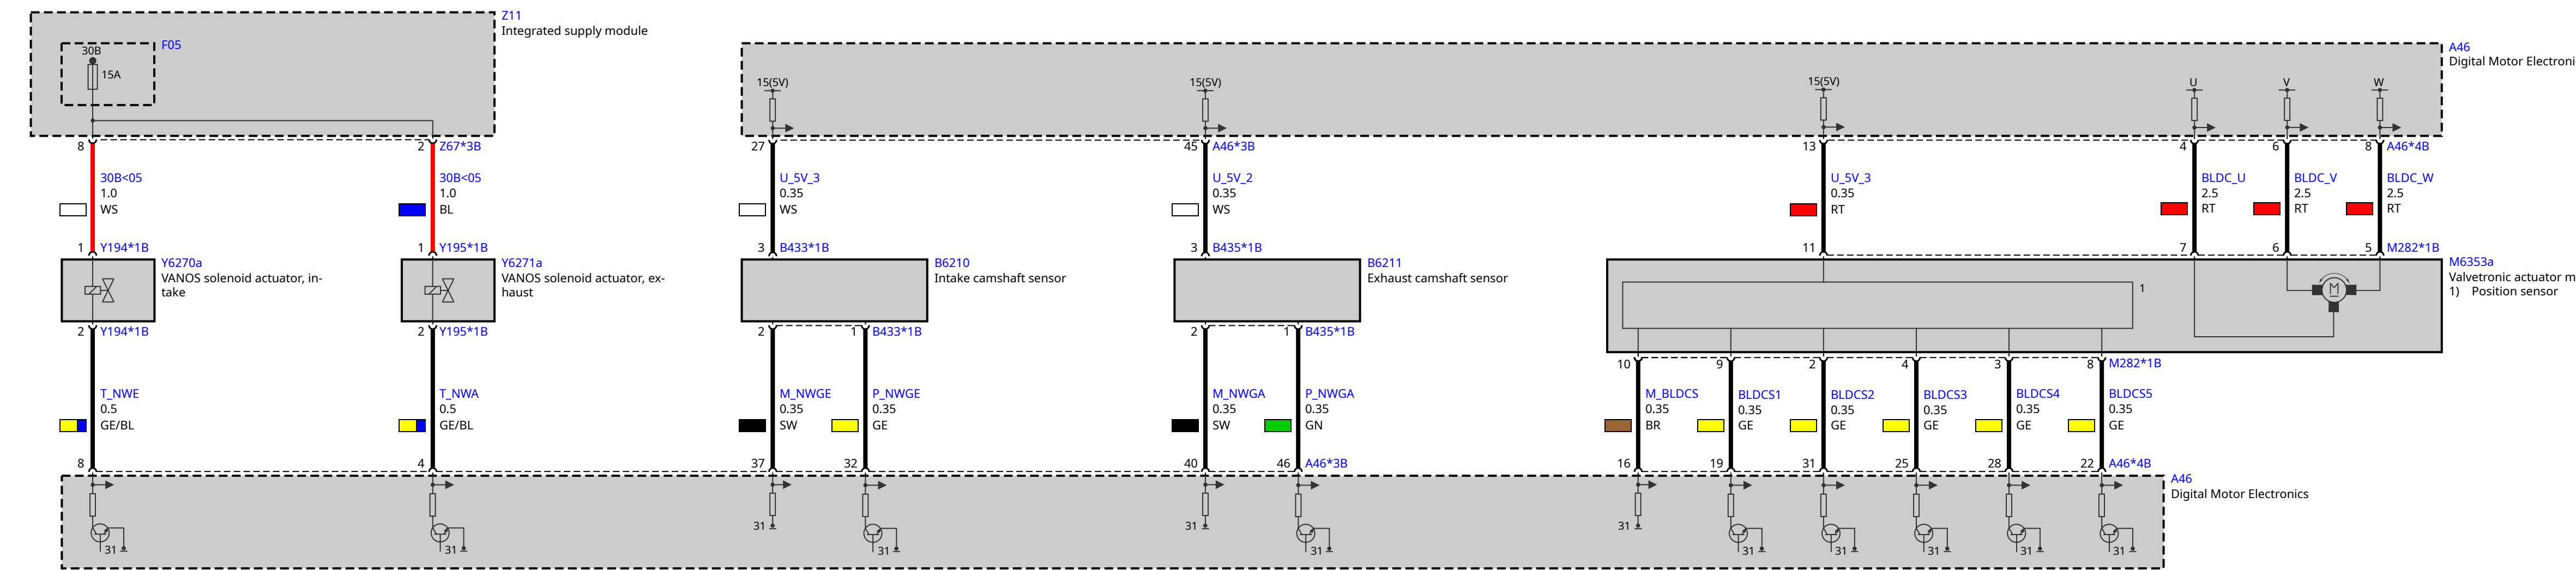 Z11
Integrated supply module
F05
30B
15A
A46
Digital Motor Electroni
15(5V) 15(5V) 15(5V) U V W
8 2 Z67*3B 27 45 A46*3B 13 4 6 8 A46*4B
30B<05 30B<05 U_5V_3 U_5V_2 U_5V_3 BLDC_U BLDC_V BLDC_W
1.0 1.0 0.35 0.35 0.35 2.5 2.5 2.5
WS BL WS WS RT RT RT RT
1 Y194*1B 1 Y195*1B 3 B433*1B 3 B435*1B 11 7 6 5 M282*1B
Y6270a
VANOS solenoid actuator, in-
take
Y6271a
VANOS solenoid actuator, ex-
haust
B6210
Intake camshaft sensor
B6211
Exhaust camshaft sensor
M6353a
Valvetronic actuator m
1) Position sensor
1
M
2 Y194*1B 2 Y195*1B 2 1 B433*1B 2 1 B435*1B 10 9 2 4 3 8 M282*1B
T_NWE T_NWA M_NWGE P_NWGE M_NWGA P_NWGA M_BLDCS BLDCS1 BLDCS2 BLDCS3 BLDCS4 BLDCS5
0.5 0.5 0.35 0.35 0.35 0.35 0.35 0.35 0.35 0.35 0.35 0.35
GE/BL GE/BL SW GE SW GN BR GE GE GE GE GE
8 4 37 32 40 46 A46*3B 16 19 31 25 28 22 A46*4B
A46
Digital Motor Electronics
31 31 31
31 31 31 31 31 31 31 31 31